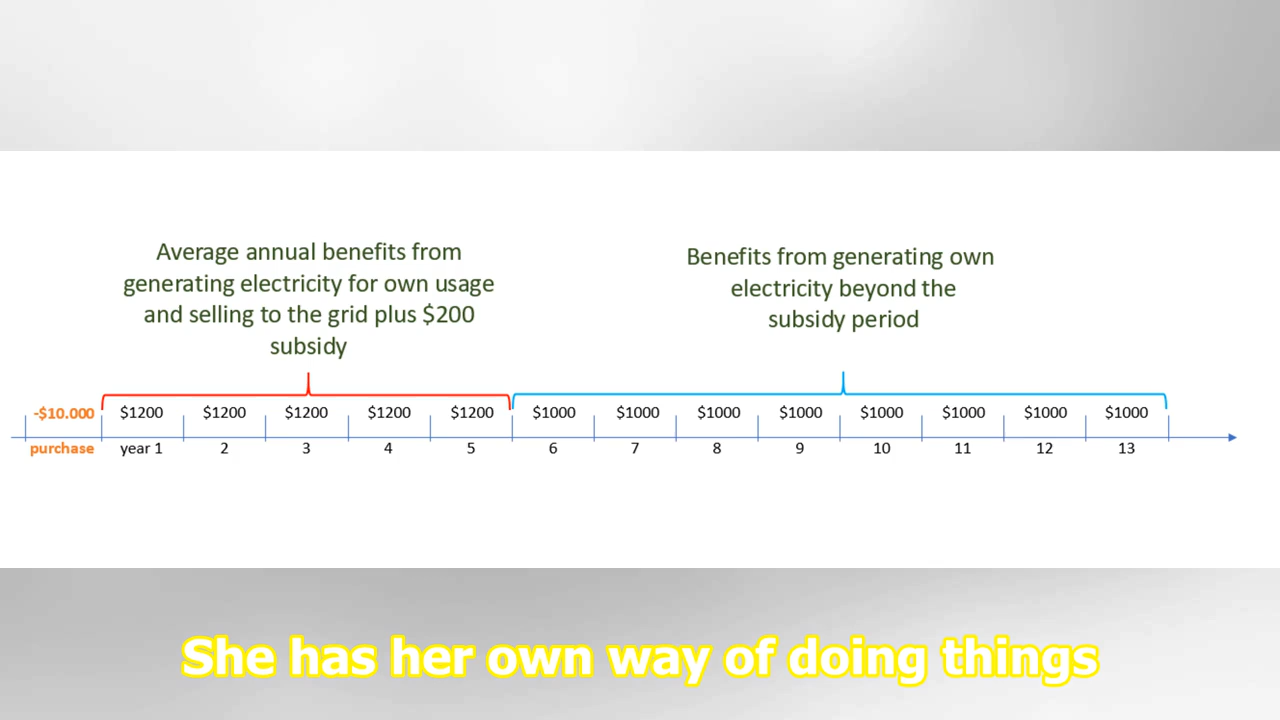 Average annual benefits from
generating electricity for own usage
and selling to the grid plus $200
subsidy
Benefits from generating own
electricity beyond the
subsidy period
-$10.000 $1200 $1200 $1200 $1200 $1200 $1000 $1000 $1000 $1000 $1000 $1000 $1000 $1000
purchase year 1 2 3 4 5 6 7 8 9 10 11 12 13
She has her own way of doing things